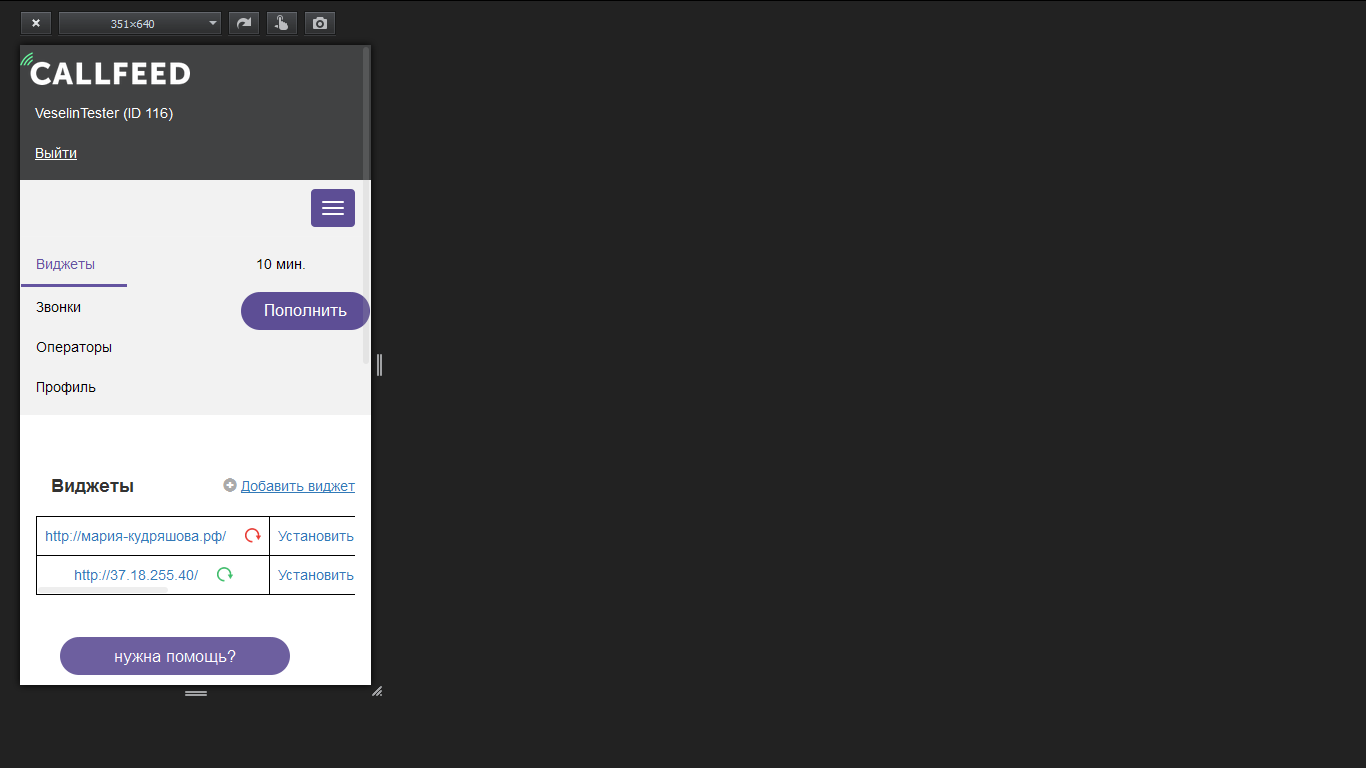 351×640
CALLFEED
VeselinTester (ID 116)
Выйти
Виджеты
10 мин.
Звонки
Пополнить
Операторы
Профиль
Виджеты
Добавить виджет
http://мария-кудряшова.рф/ Установить
http://37.18.255.40/ Установить
нужна помощь?